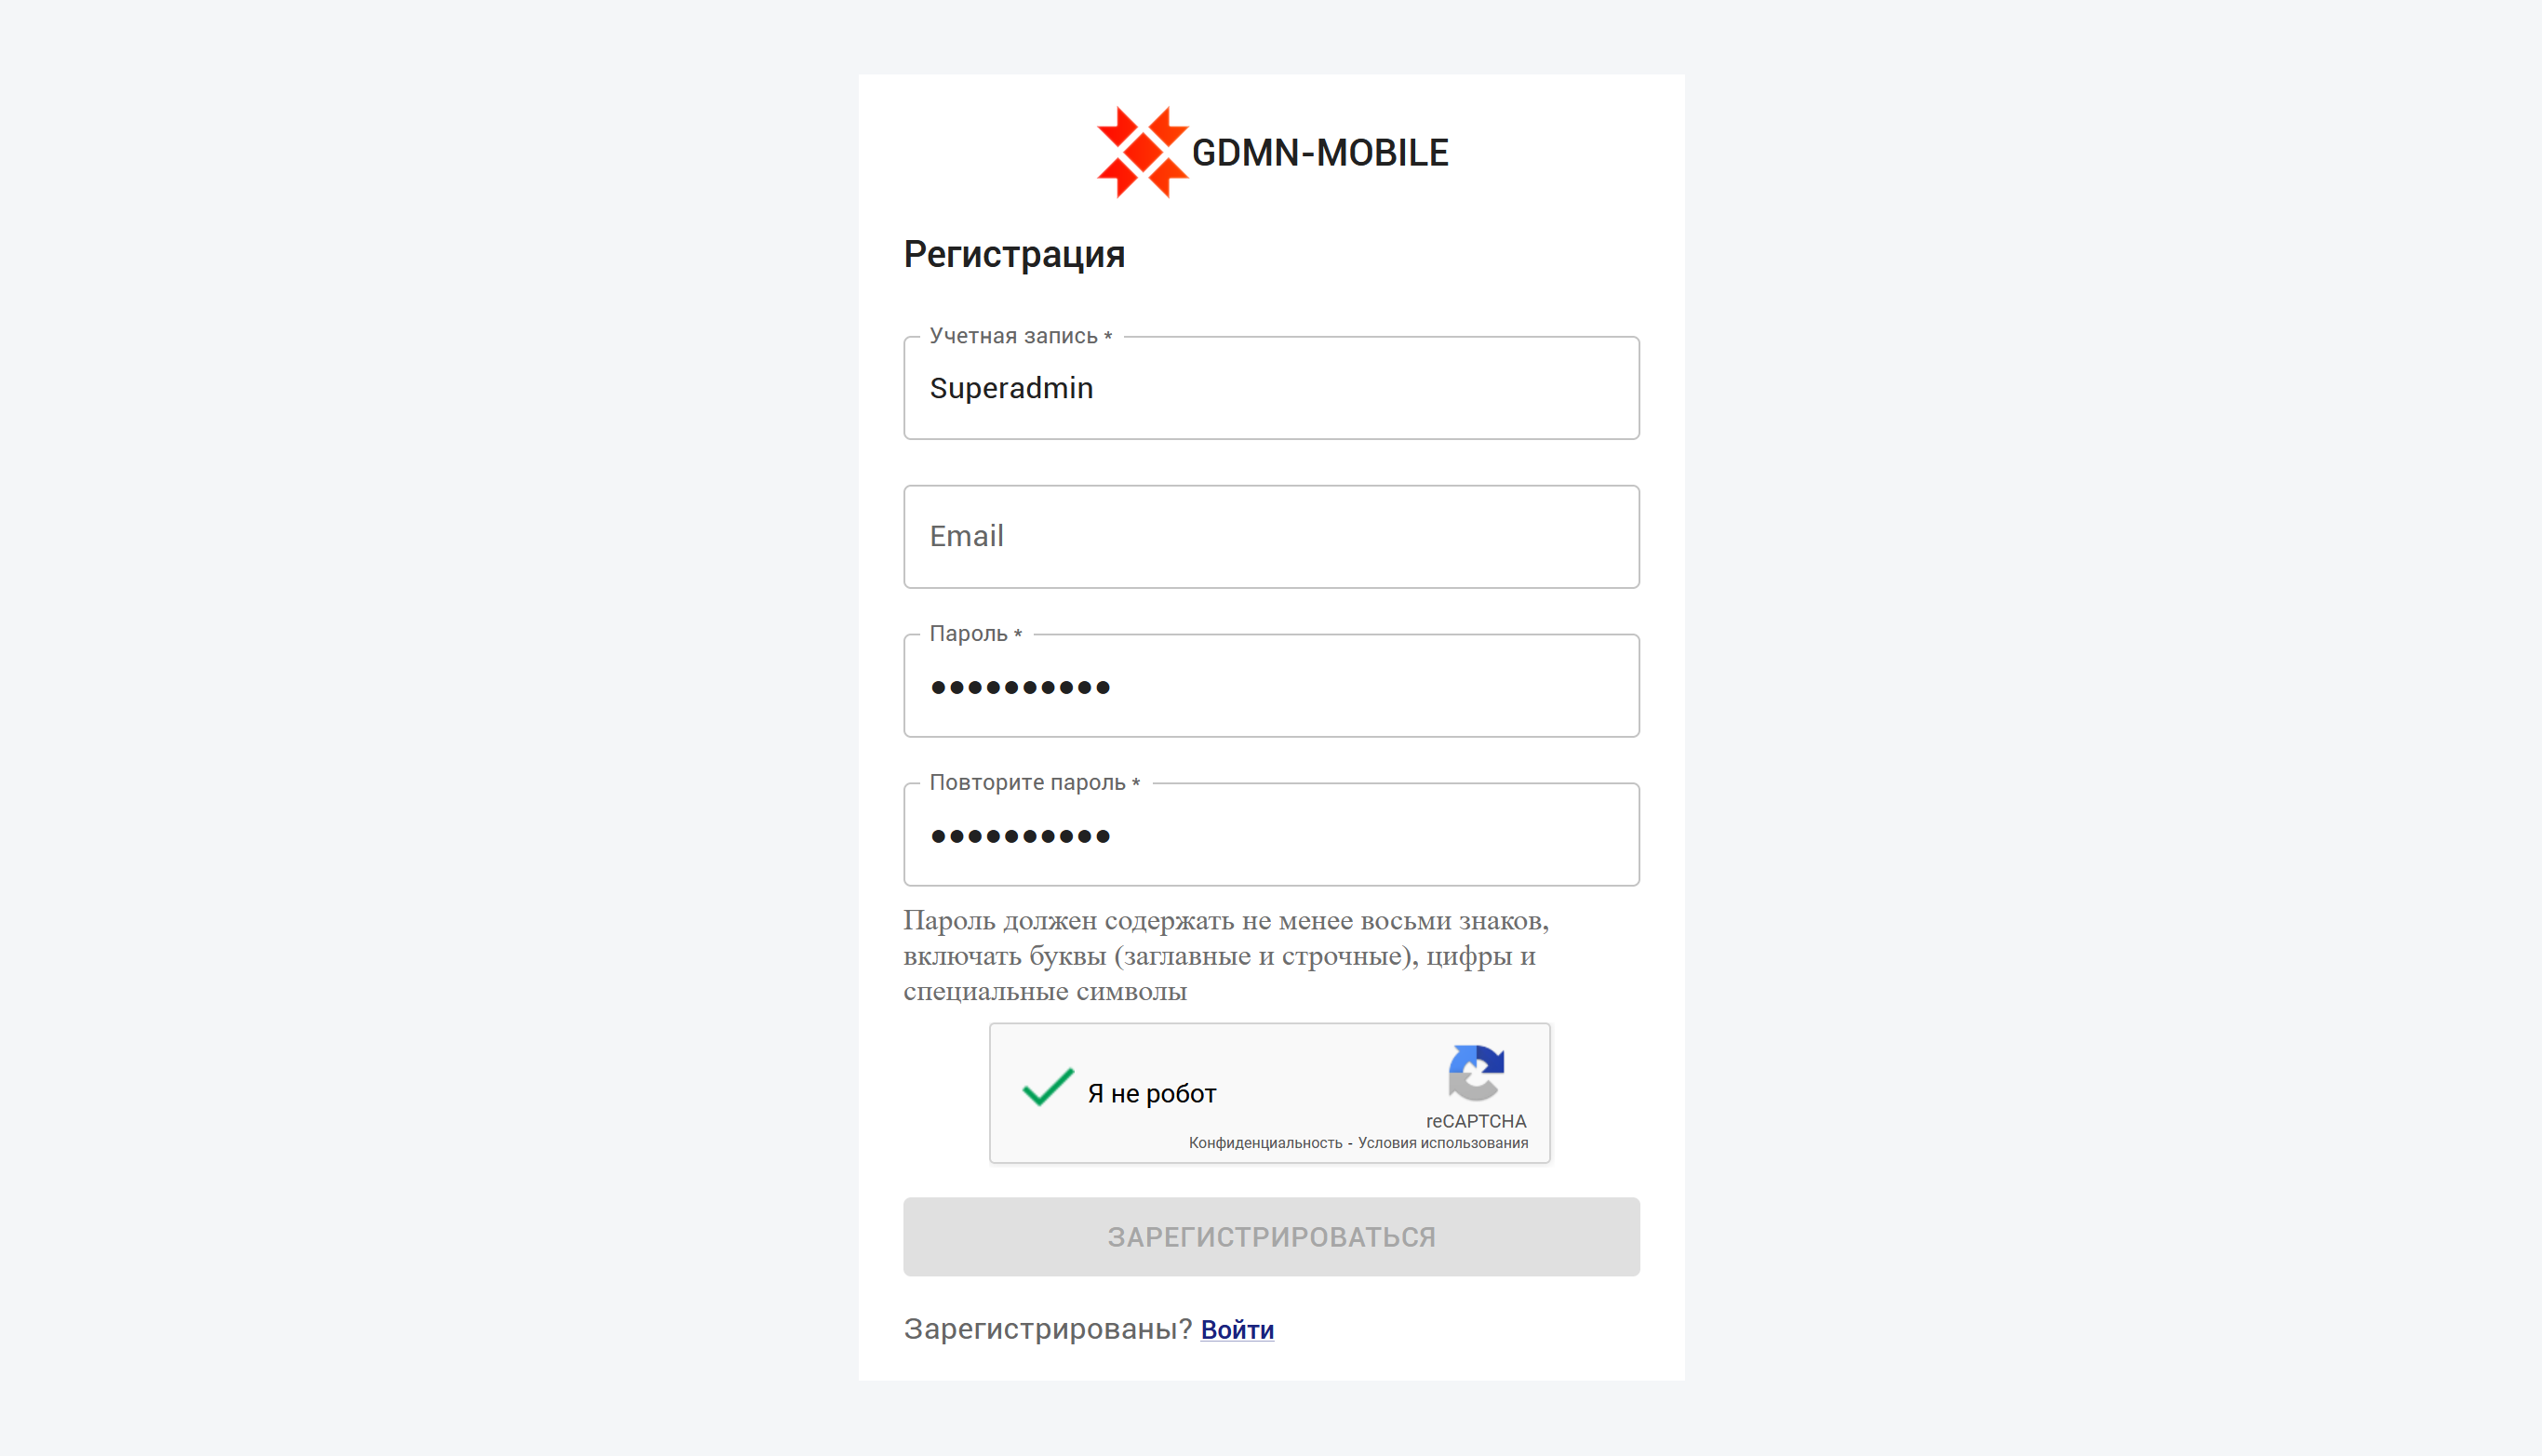 GDMN-MOBILE
Регистрация
Учетная запись *
Superadmin
Email
Пароль *
••••••••••
Повторите пароль *
••••••••••
Пароль должен содержать не менее восьми знаков,
включать буквы (заглавные и строчные), цифры и
специальные символы
Я не робот
reCAPTCHA
Конфиденциальность - Условия использования
ЗАРЕГИСТРИРОВАТЬСЯ
Зарегистрированы? Войти